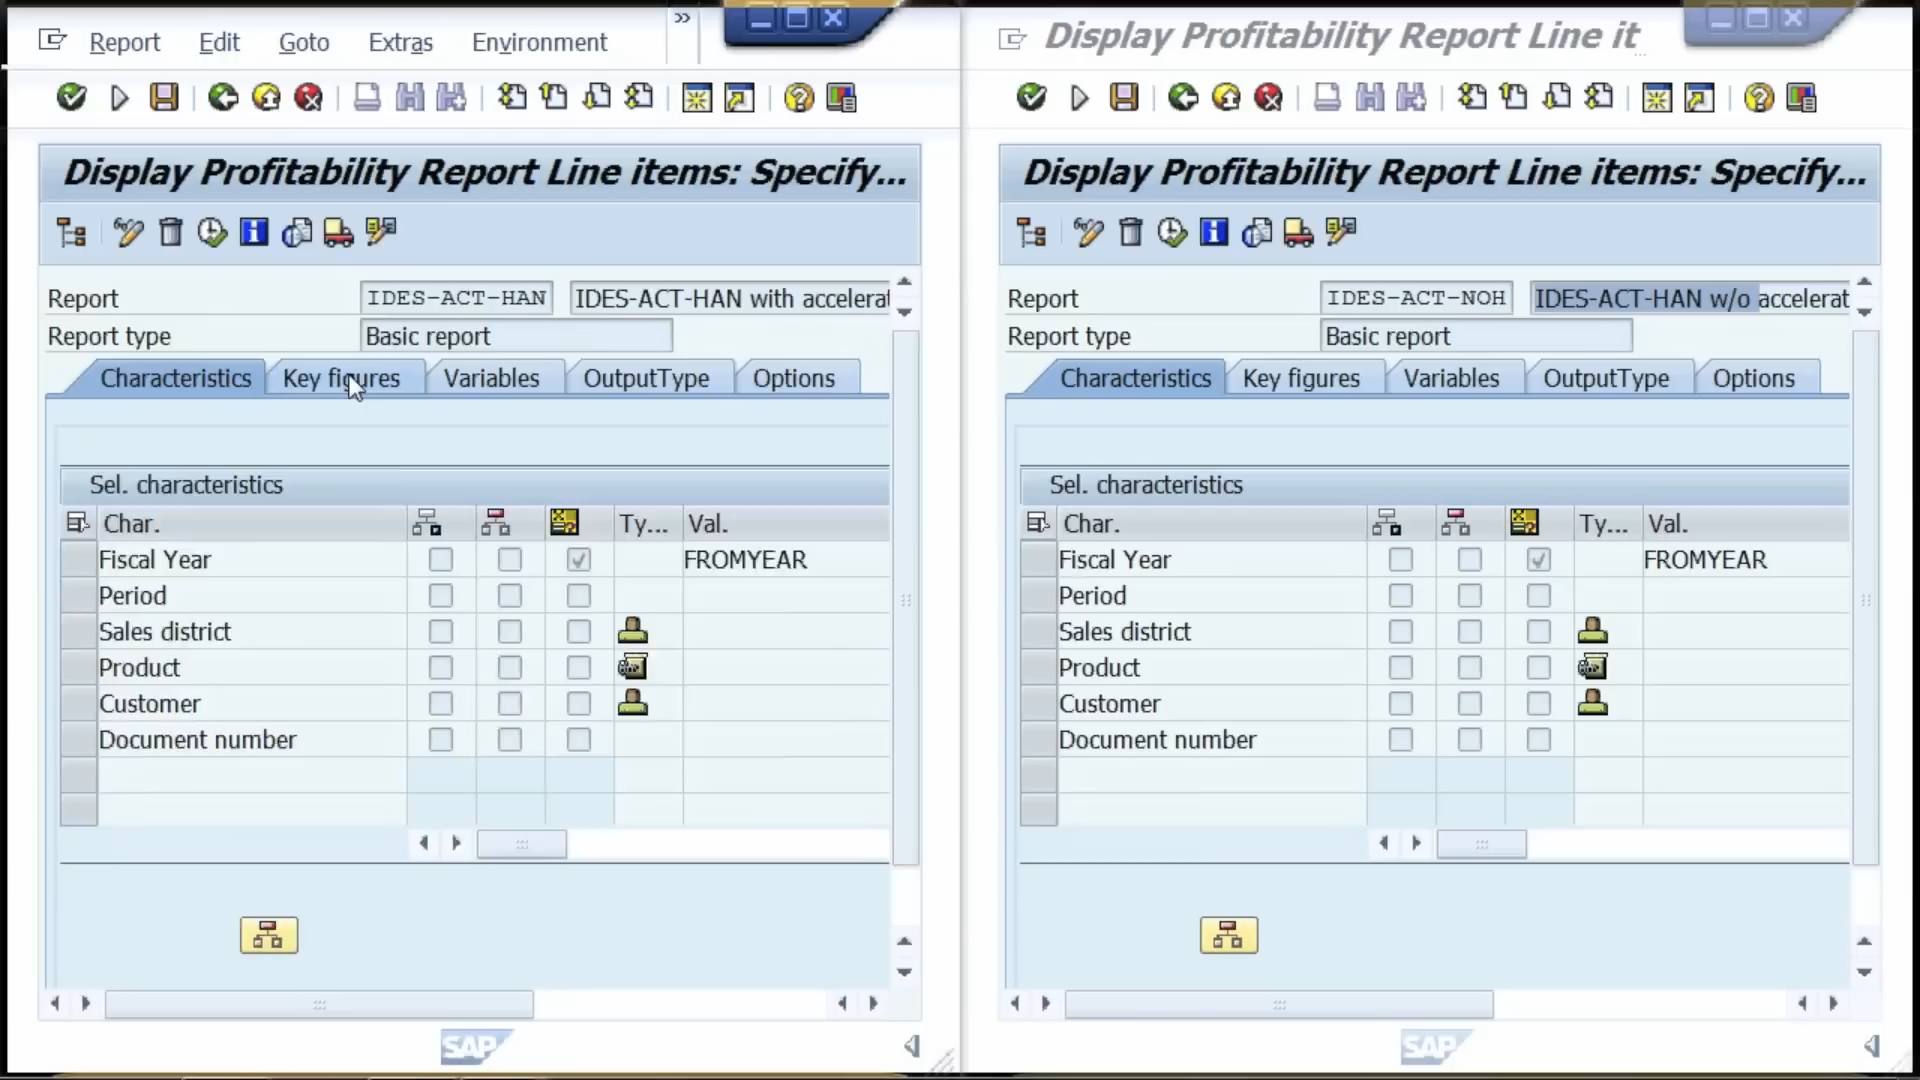 Report Edit Goto Extras Environment »
Display Profitability Report Line items: Specify...
Report IDES-ACT-HAN IDES-ACT-HAN with accelerat
Report type Basic report
Characteristics Key figures Variables OutputType Options
Sel. characteristics
Char. Ty... Val.
Fiscal Year FROMYEAR
Period
Sales district
Product
Customer
Document number
SAP
Display Profitability Report Line it
Display Profitability Report Line items: Specify...
Report IDES-ACT-NOH IDES-ACT-HAN w/o accelerat
Report type Basic report
Characteristics Key figures Variables OutputType Options
Sel. characteristics
Char. Ty... Val.
Fiscal Year FROMYEAR
Period
Sales district
Product
Customer
Document number
SAP